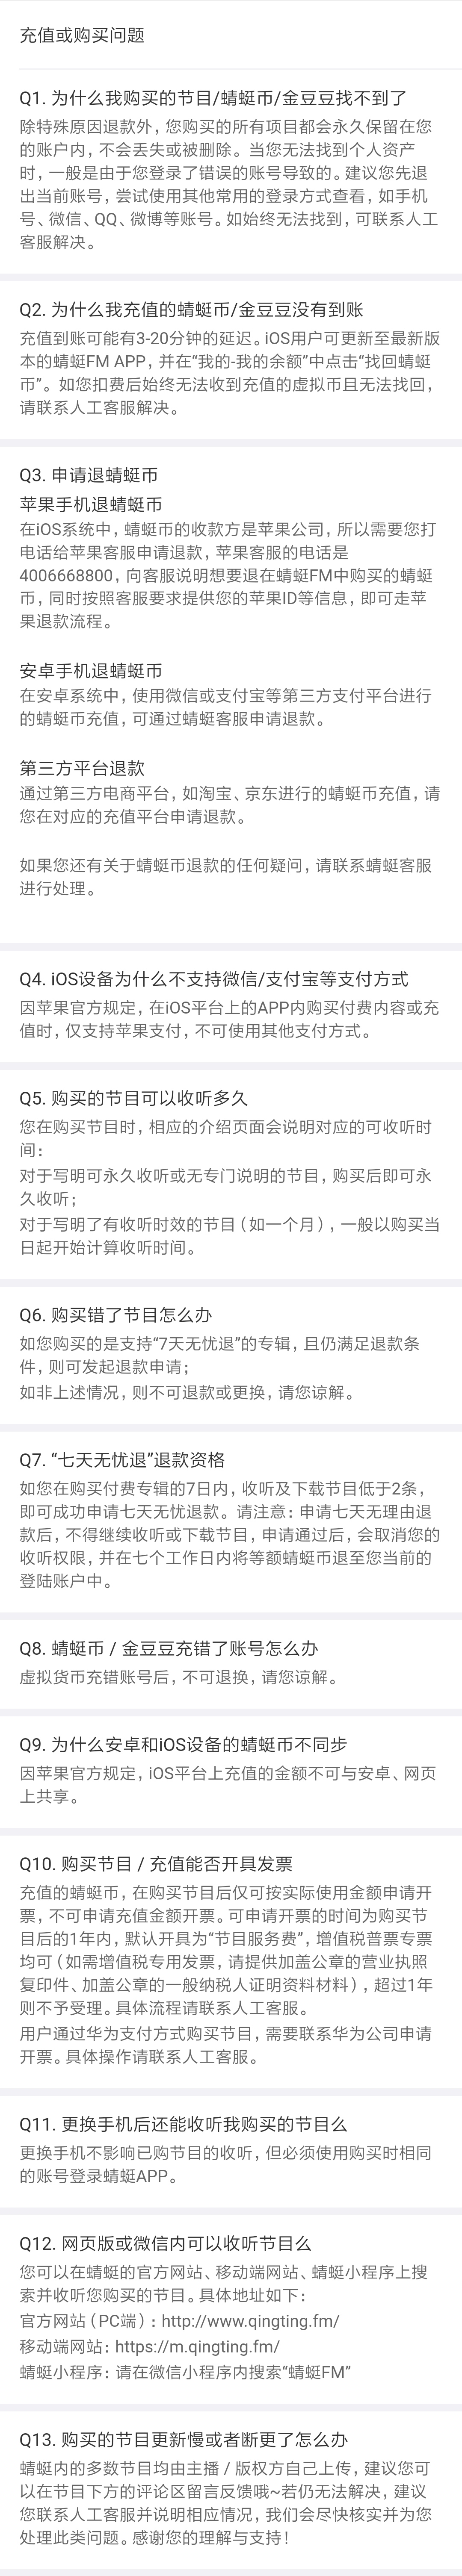 充值或购买问题
Q1. 为什么我购买的节目/蜻蜓币/金豆豆找不到了
除特殊原因退款外，您购买的所有项目都会永久保留在您
的账户内，不会丢失或被删除。当您无法找到个人资产
时，一般是由于您登录了错误的账号导致的。建议您先退
出当前账号，尝试使用其他常用的登录方式查看，如手机
号、微信、QQ、微博等账号。如始终无法找到，可联系人工
客服解决。
Q2. 为什么我充值的蜻蜓币/金豆豆没有到账
充值到账可能有3-20分钟的延迟。iOS用户可更新至最新版
本的蜻蜓FM APP，并在“我的-我的余额”中点击“找回蜻蜓
币”。如您扣费后始终无法收到充值的虚拟币且无法找回，
请联系人工客服解决。
Q3. 申请退蜻蜓币
苹果手机退蜻蜓币
在iOS系统中，蜻蜓币的收款方是苹果公司，所以需要您打
电话给苹果客服申请退款，苹果客服的电话是
4006668800，向客服说明想要退在蜻蜓FM中购买的蜻蜓
币，同时按照客服要求提供您的苹果ID等信息，即可走苹
果退款流程。
安卓手机退蜻蜓币
在安卓系统中，使用微信或支付宝等第三方支付平台进行
的蜻蜓币充值，可通过蜻蜓客服申请退款。
第三方平台退款
通过第三方电商平台，如淘宝、京东进行的蜻蜓币充值，请
您在对应的充值平台申请退款。
如果您还有关于蜻蜓币退款的任何疑问，请联系蜻蜓客服
进行处理。
Q4. iOS设备为什么不支持微信/支付宝等支付方式
因苹果官方规定，在iOS平台上的APP内购买付费内容或充
值时，仅支持苹果支付，不可使用其他支付方式。
Q5. 购买的节目可以收听多久
您在购买节目时，相应的介绍页面会说明对应的可收听时
间：
对于写明可永久收听或无专门说明的节目，购买后即可永
久收听；
对于写明了有收听时效的节目（如一个月），一般以购买当
日起开始计算收听时间。
Q6. 购买错了节目怎么办
如您购买的是支持“7天无忧退”的专辑，且仍满足退款条
件，则可发起退款申请；
如非上述情况，则不可退款或更换，请您谅解。
Q7. “七天无忧退”退款资格
如您在购买付费专辑的7日内，收听及下载节目低于2条，
即可成功申请七天无忧退款。请注意：申请七天无理由退
款后，不得继续收听或下载节目，申请通过后，会取消您的
收听权限，并在七个工作日内将等额蜻蜓币退至您当前的
登陆账户中。
Q8. 蜻蜓币 / 金豆豆充错了账号怎么办
虚拟货币充错账号后，不可退换，请您谅解。
Q9. 为什么安卓和iOS设备的蜻蜓币不同步
因苹果官方规定，iOS平台上充值的金额不可与安卓、网页
上共享。
Q10. 购买节目 / 充值能否开具发票
充值的蜻蜓币，在购买节目后仅可按实际使用金额申请开
票，不可申请充值金额开票。可申请开票的时间为购买节
目后的1年内，默认开具为“节目服务费”，增值税普票专票
均可（如需增值税专用发票，请提供加盖公章的营业执照
复印件、加盖公章的一般纳税人证明资料材料），超过1年
则不予受理。具体流程请联系人工客服。
用户通过华为支付方式购买节目，需要联系华为公司申请
开票。具体操作请联系人工客服。
Q11. 更换手机后还能收听我购买的节目么
更换手机不影响已购节目的收听，但必须使用购买时相同
的账号登录蜻蜓APP。
Q12. 网页版或微信内可以收听节目么
您可以在蜻蜓的官方网站、移动端网站、蜻蜓小程序上搜
索并收听您购买的节目。具体地址如下：
官方网站（PC端）：http://www.qingting.fm/
移动端网站：https://m.qingting.fm/
蜻蜓小程序：请在微信小程序内搜索“蜻蜓FM”
Q13. 购买的节目更新慢或者断更了怎么办
蜻蜓内的多数节目均由主播 / 版权方自己上传，建议您可
以在节目下方的评论区留言反馈哦~若仍无法解决，建议
您联系人工客服并说明相应情况，我们会尽快核实并为您
处理此类问题。感谢您的理解与支持！